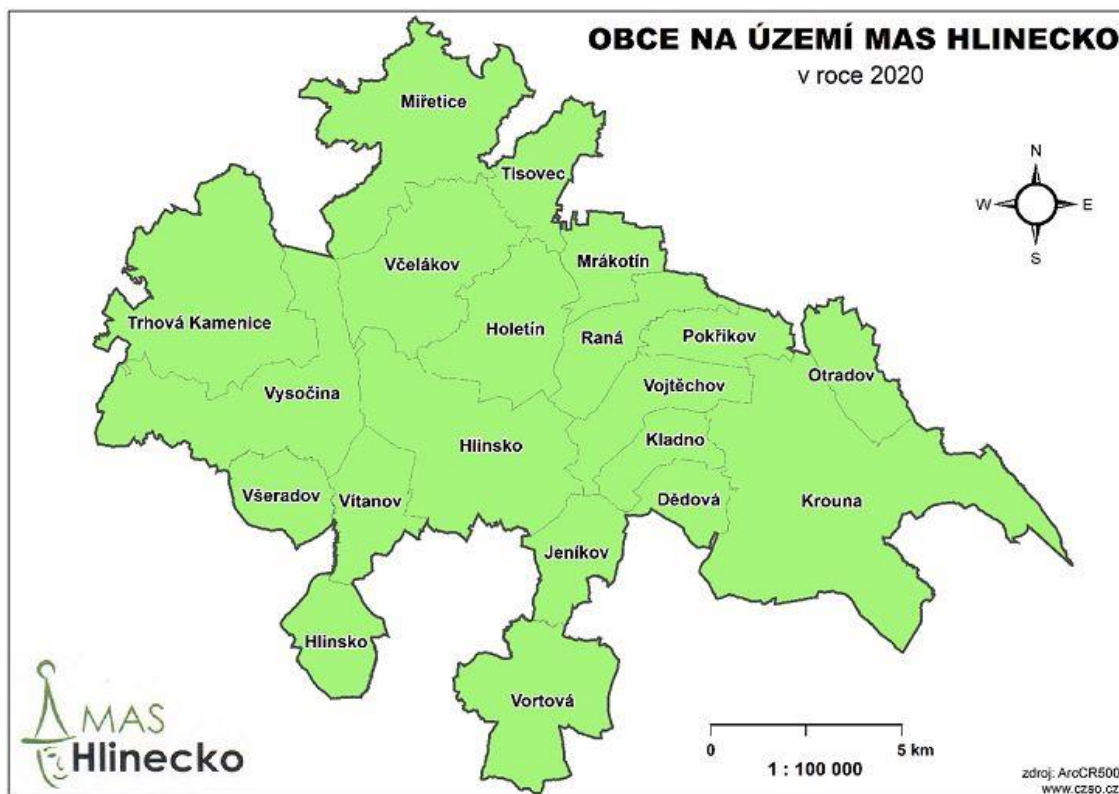 OBCE NA ÚZEMÍ MAS HLINECKO
v roce 2020
Miřetice
Tisovec
N
W
E
S
Včelákov
Mrákotín
Trhová Kamenice
Holetín
Raná
Pokřikov
Otradov
Vysočina
Vojtěchov
Hlinsko
Kladno
Všeradov
Vítanov
Dědová
Krouna
Jeníkov
Hlinsko
Vortová
MAS
Hlinecko
0
5 km
1 : 100 000
zdroj: ArcCR500
www.czso.cz